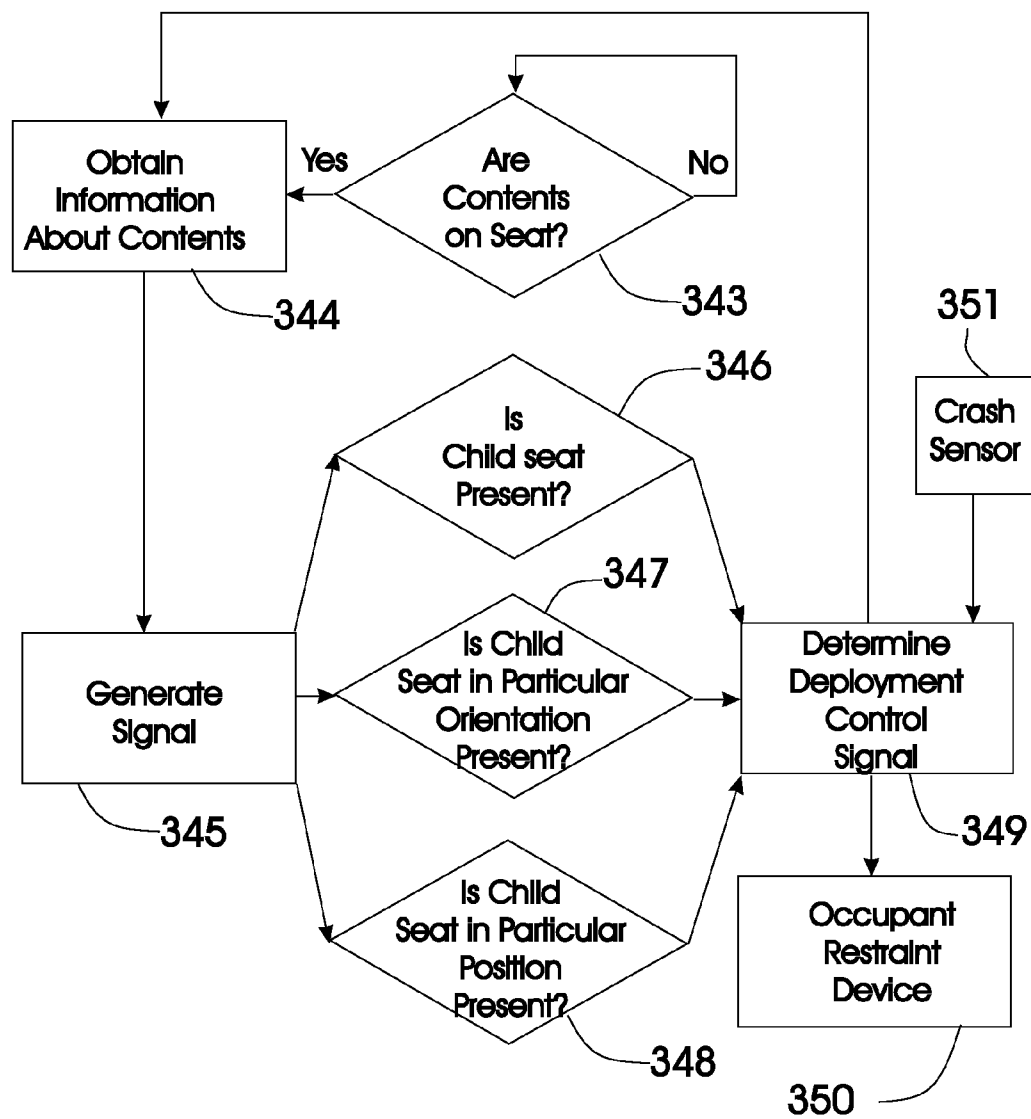 Obtain
Information
About Contents
Yes
Are
Contents
on Seat?
No
344
343
351
Crash
Sensor
346
Is
Child seat
Present?
347
Is Child
Seat in Particular
Orientation
Present?
Generate
Signal
345
Determine
Deployment
Control
Signal
349
Is Child
Seat in Particular
Position
Present?
348
Occupant
Restraint
Device
350